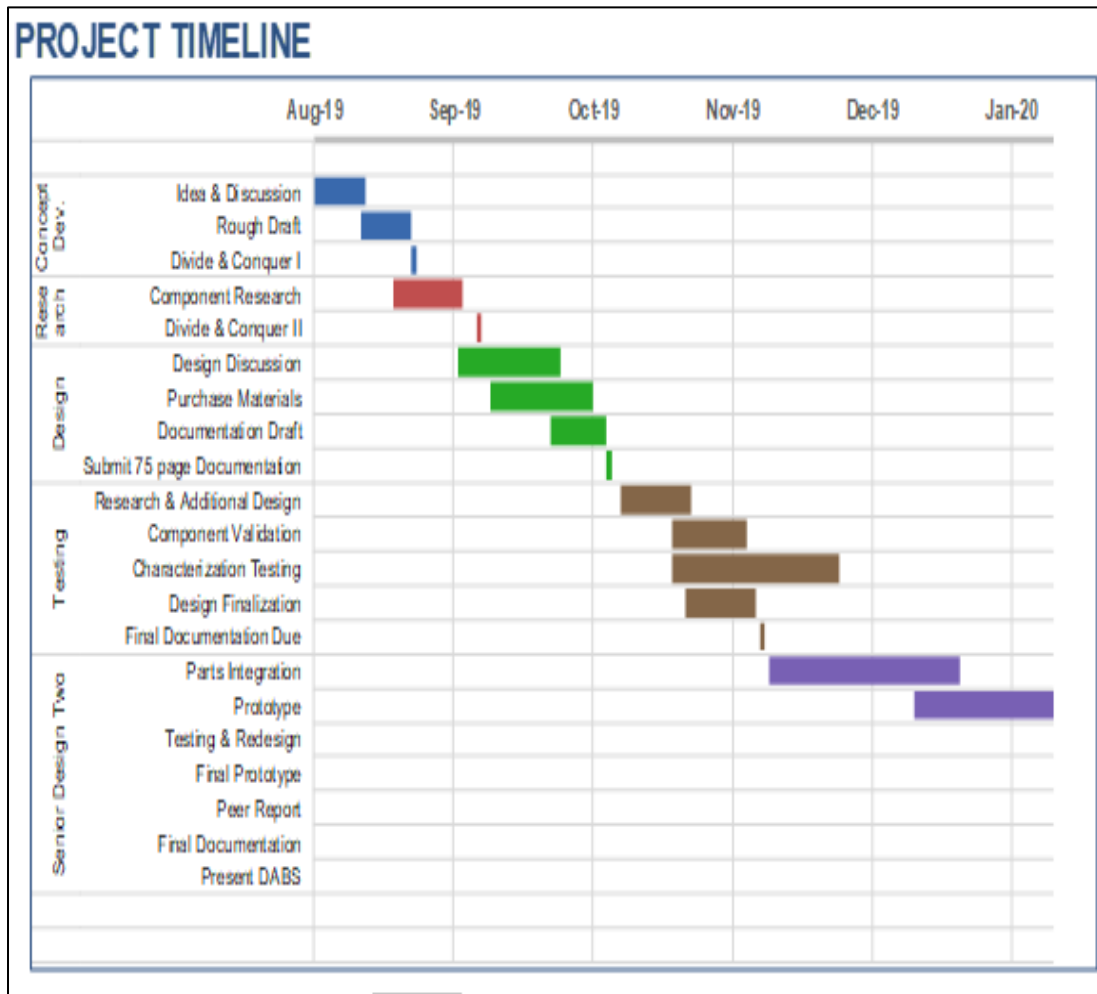 PROJECT TIMELINE
Aug-19 Sep-19 Oct-19 Nov-19 Dec-19 Jan-20
Concept
Dev.
Idea & Discussion
Rough Draft
Divide & Conquer I
Rese
arch
Component Research
Divide & Conquer II
Design
Design Discussion
Purchase Materials
Documentation Draft
Submit 75 page Documentation
Testing
Research & Additional Design
Component Validation
Characterization Testing
Design Finalization
Final Documentation Due
Senior Design Two
Parts Integration
Prototype
Testing & Redesign
Final Prototype
Peer Report
Final Documentation
Present DABS